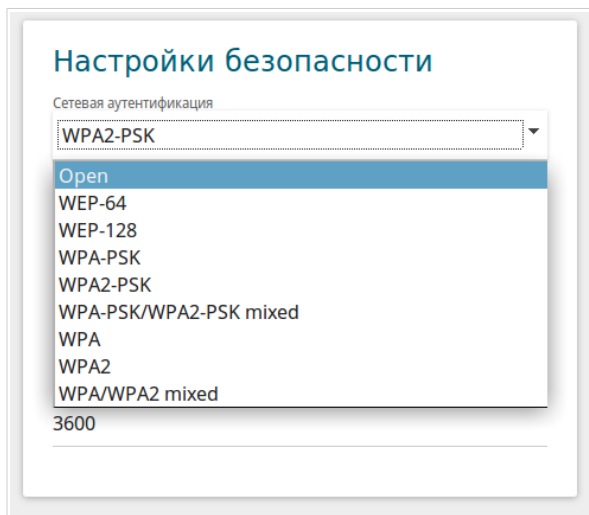 Настройки безопасности
Сетевая аутентификация
WPA2-PSK
Open
WEP-64
WEP-128
WPA-PSK
WPA2-PSK
WPA-PSK/WPA2-PSK mixed
WPA
WPA2
WPA/WPA2 mixed
3600